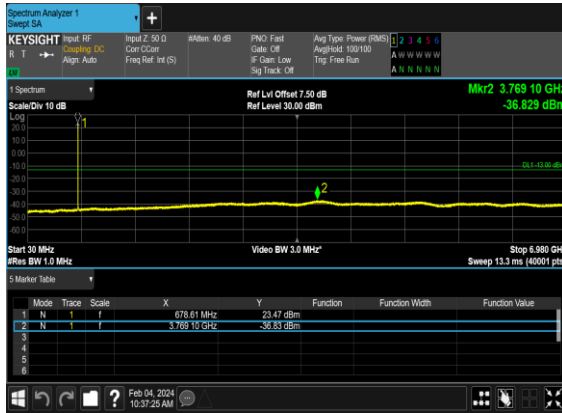 Spectrum Analyzer 1
Swept SA
KEYSIGHT Input: RF Input Z: 50 Ω #Atten: 40 dB PNO: Fast Avg Type: Power (RMS) 1 2 3 4 5 6
R T Coupling: DC Corr CCorr Gate: Off Avg|Hold: 100/100 A W W W W W
Align: Auto Freq Ref: Int (S) IF Gain: Low Trig: Free Run
Sig Track: Off A N N N N N
1 Spectrum Ref Lvl Offset 7.50 dB Mkr2 3.769 10 GHz
Scale/Div 10 dB Ref Level 30.00 dBm -36.829 dBm
Log
20.0
10.0
0.00
-10.0
DL1 -13.00 dBm
-20.0
-30.0
-40.0
-50.0
-60.0
1
2
Start 30 MHz Video BW 3.0 MHz* Stop 6.980 GHz
#Res BW 1.0 MHz Sweep 13.3 ms (40001 pts)
5 Marker Table
Mode Trace Scale X Y Function Function Width Function Value
1 N 1 f 678.61 MHz 23.47 dBm
2 N 1 f 3.769 10 GHz -36.83 dBm
3
4
5
6
? Feb 04, 2024
10:37:25 AM